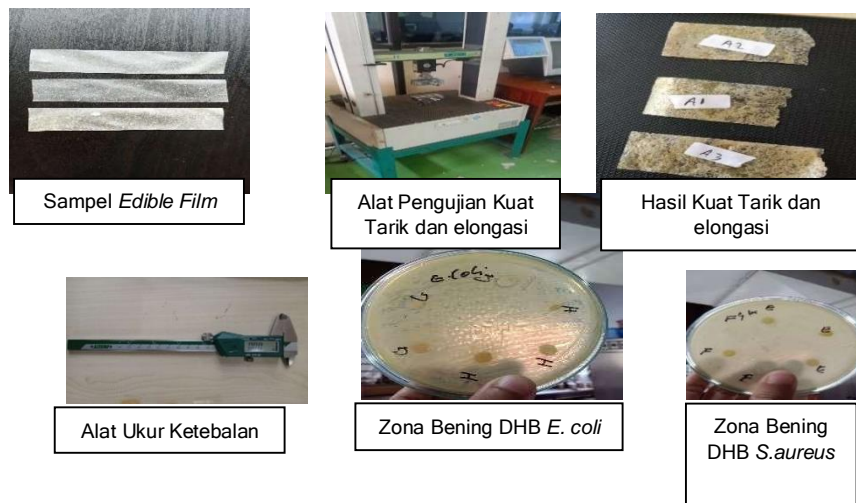 A2
A1
A3
Sampel Edible Film
Alat Pengujian Kuat
Tarik dan elongasi
Hasil Kuat Tarik dan
elongasi
E. Coli
G
H
G
H
H
E
E
F
E
F
Alat Ukur Ketebalan
Zona Bening DHB E. coli
Zona Bening
DHB S.aureus